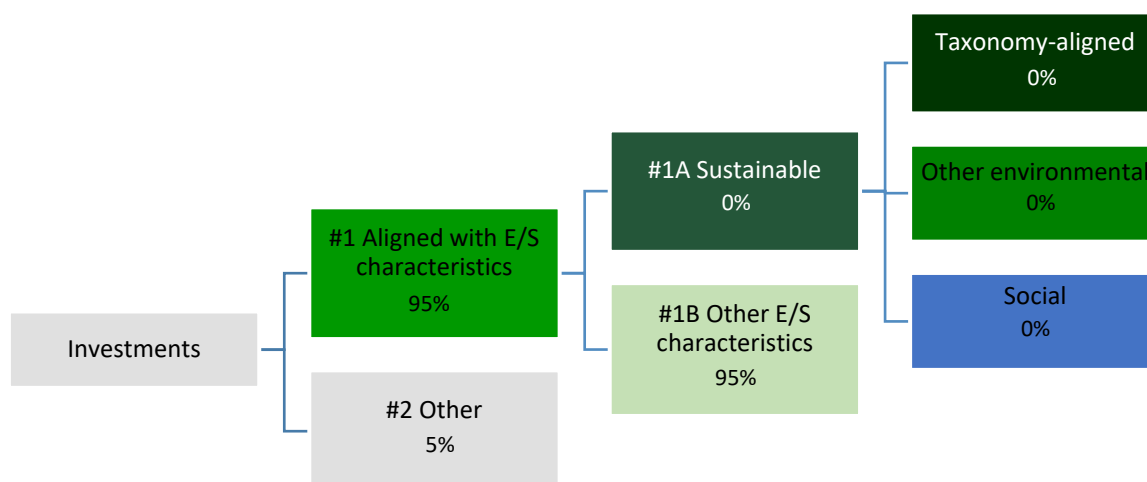 Investments
#1 Aligned with E/S
characteristics
95%
#2 Other
5%
#1A Sustainable
0%
#1B Other E/S
characteristics
95%
Taxonomy-aligned
0%
Other environmental
0%
Social
0%